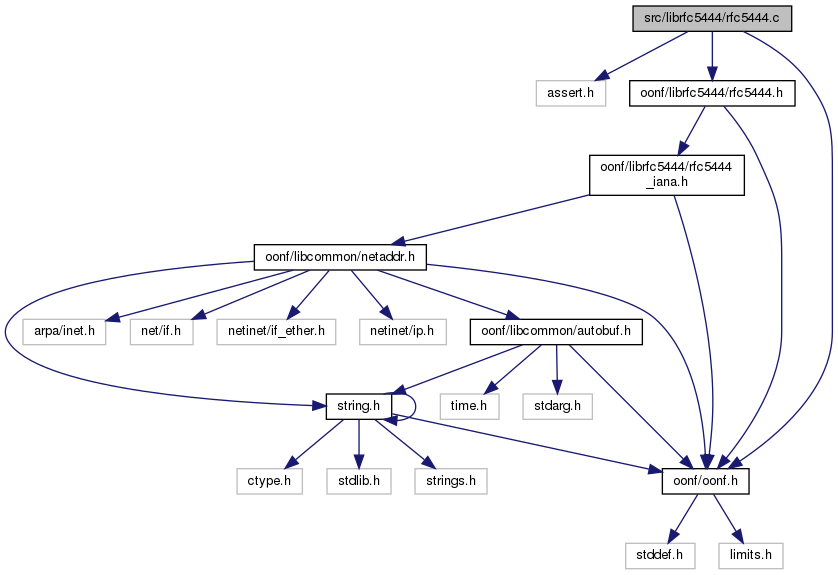 src/librfc5444/rfc5444.c
assert.h
oonf/librfc5444/rfc5444.h
oonf/librfc5444/rfc5444
_iana.h
oonf/libcommon/netaddr.h
arpa/inet.h
net/if.h
netinet/if_ether.h
netinet/ip.h
oonf/libcommon/autobuf.h
string.h
time.h
stdarg.h
ctype.h
stdlib.h
strings.h
oonf/oonf.h
stddef.h
limits.h